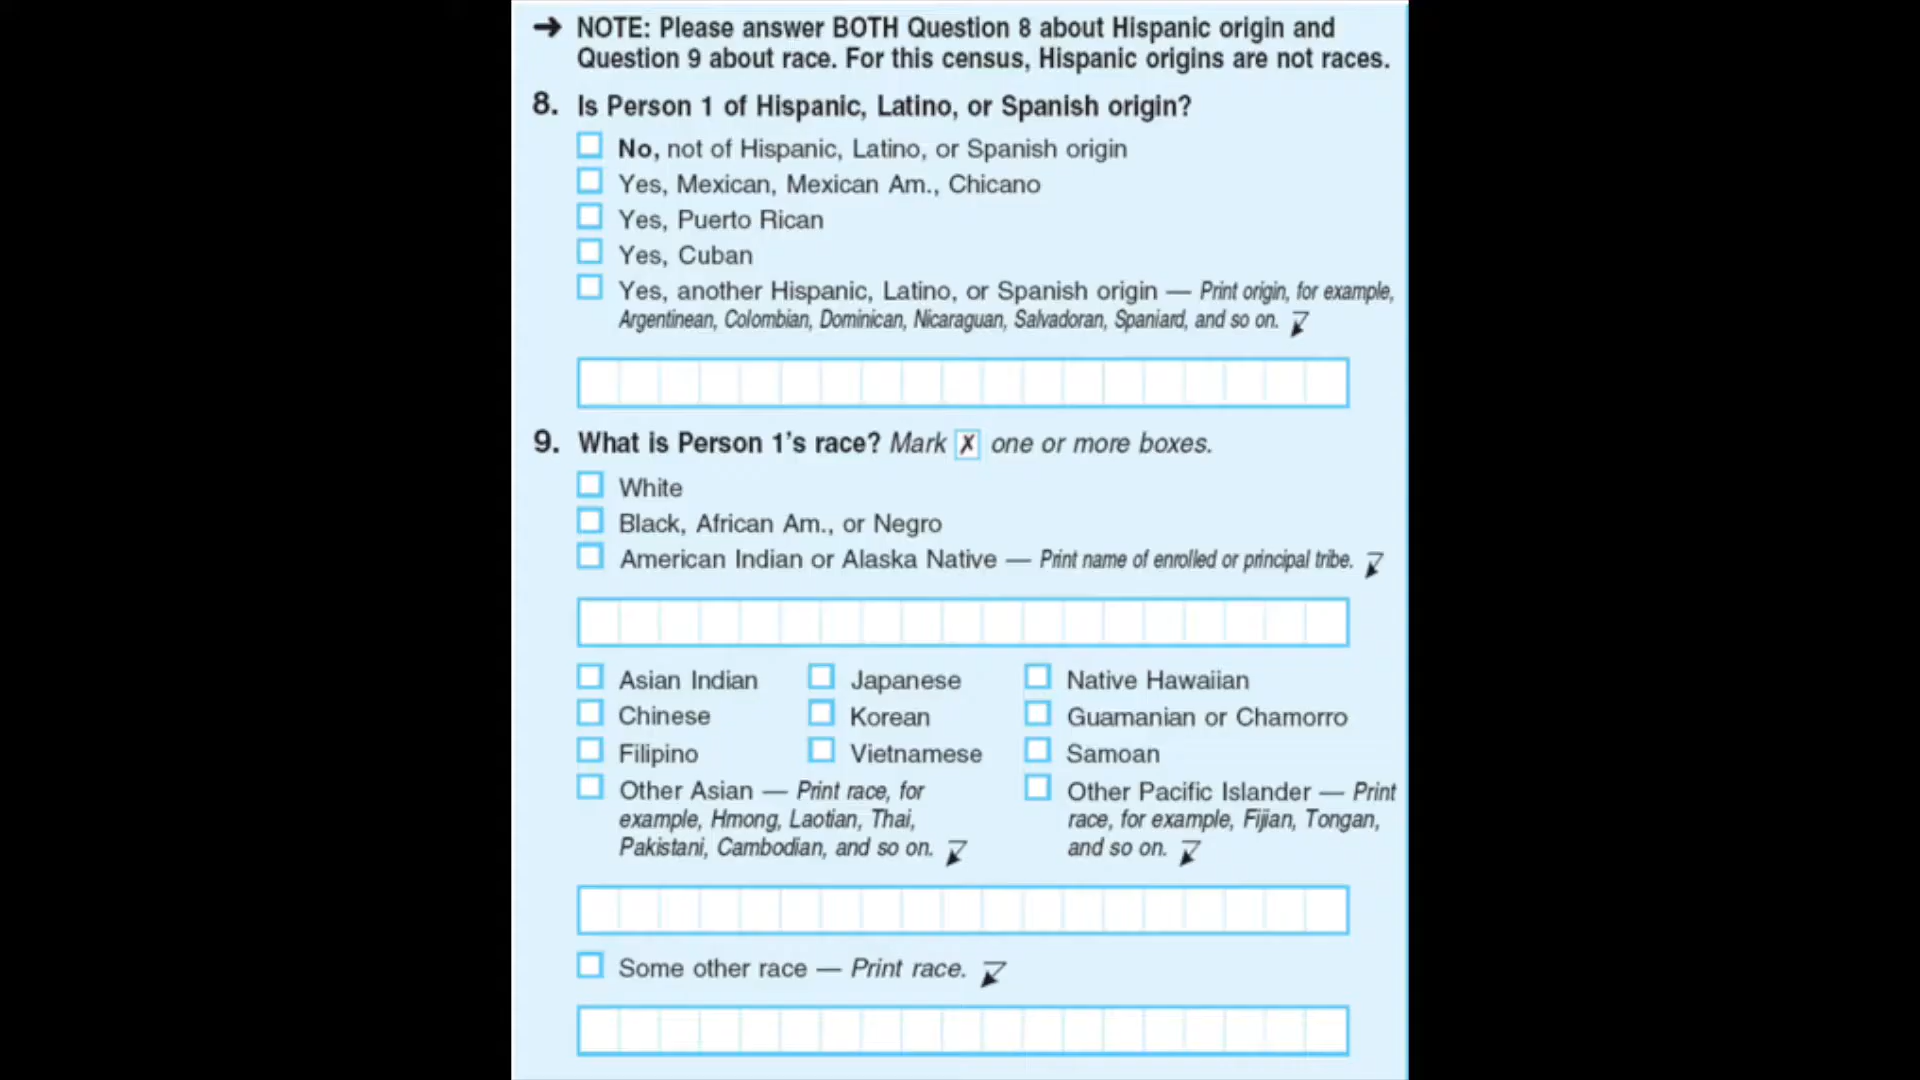 ➔ NOTE: Please answer BOTH Question 8 about Hispanic origin and
Question 9 about race. For this census, Hispanic origins are not races.
8. Is Person 1 of Hispanic, Latino, or Spanish origin?
No, not of Hispanic, Latino, or Spanish origin
Yes, Mexican, Mexican Am., Chicano
Yes, Puerto Rican
Yes, Cuban
Yes, another Hispanic, Latino, or Spanish origin — Print origin, for example,
Argentinean, Colombian, Dominican, Nicaraguan, Salvadoran, Spaniard, and so on.
9. What is Person 1's race? Mark ✗ one or more boxes.
White
Black, African Am., or Negro
American Indian or Alaska Native — Print name of enrolled or principal tribe.
Asian Indian
Chinese
Filipino
Other Asian — Print race, for
example, Hmong, Laotian, Thai,
Pakistani, Cambodian, and so on.
Japanese
Korean
Vietnamese
Native Hawaiian
Guamanian or Chamorro
Samoan
Other Pacific Islander — Print
race, for example, Fijian, Tongan,
and so on.
Some other race — Print race.